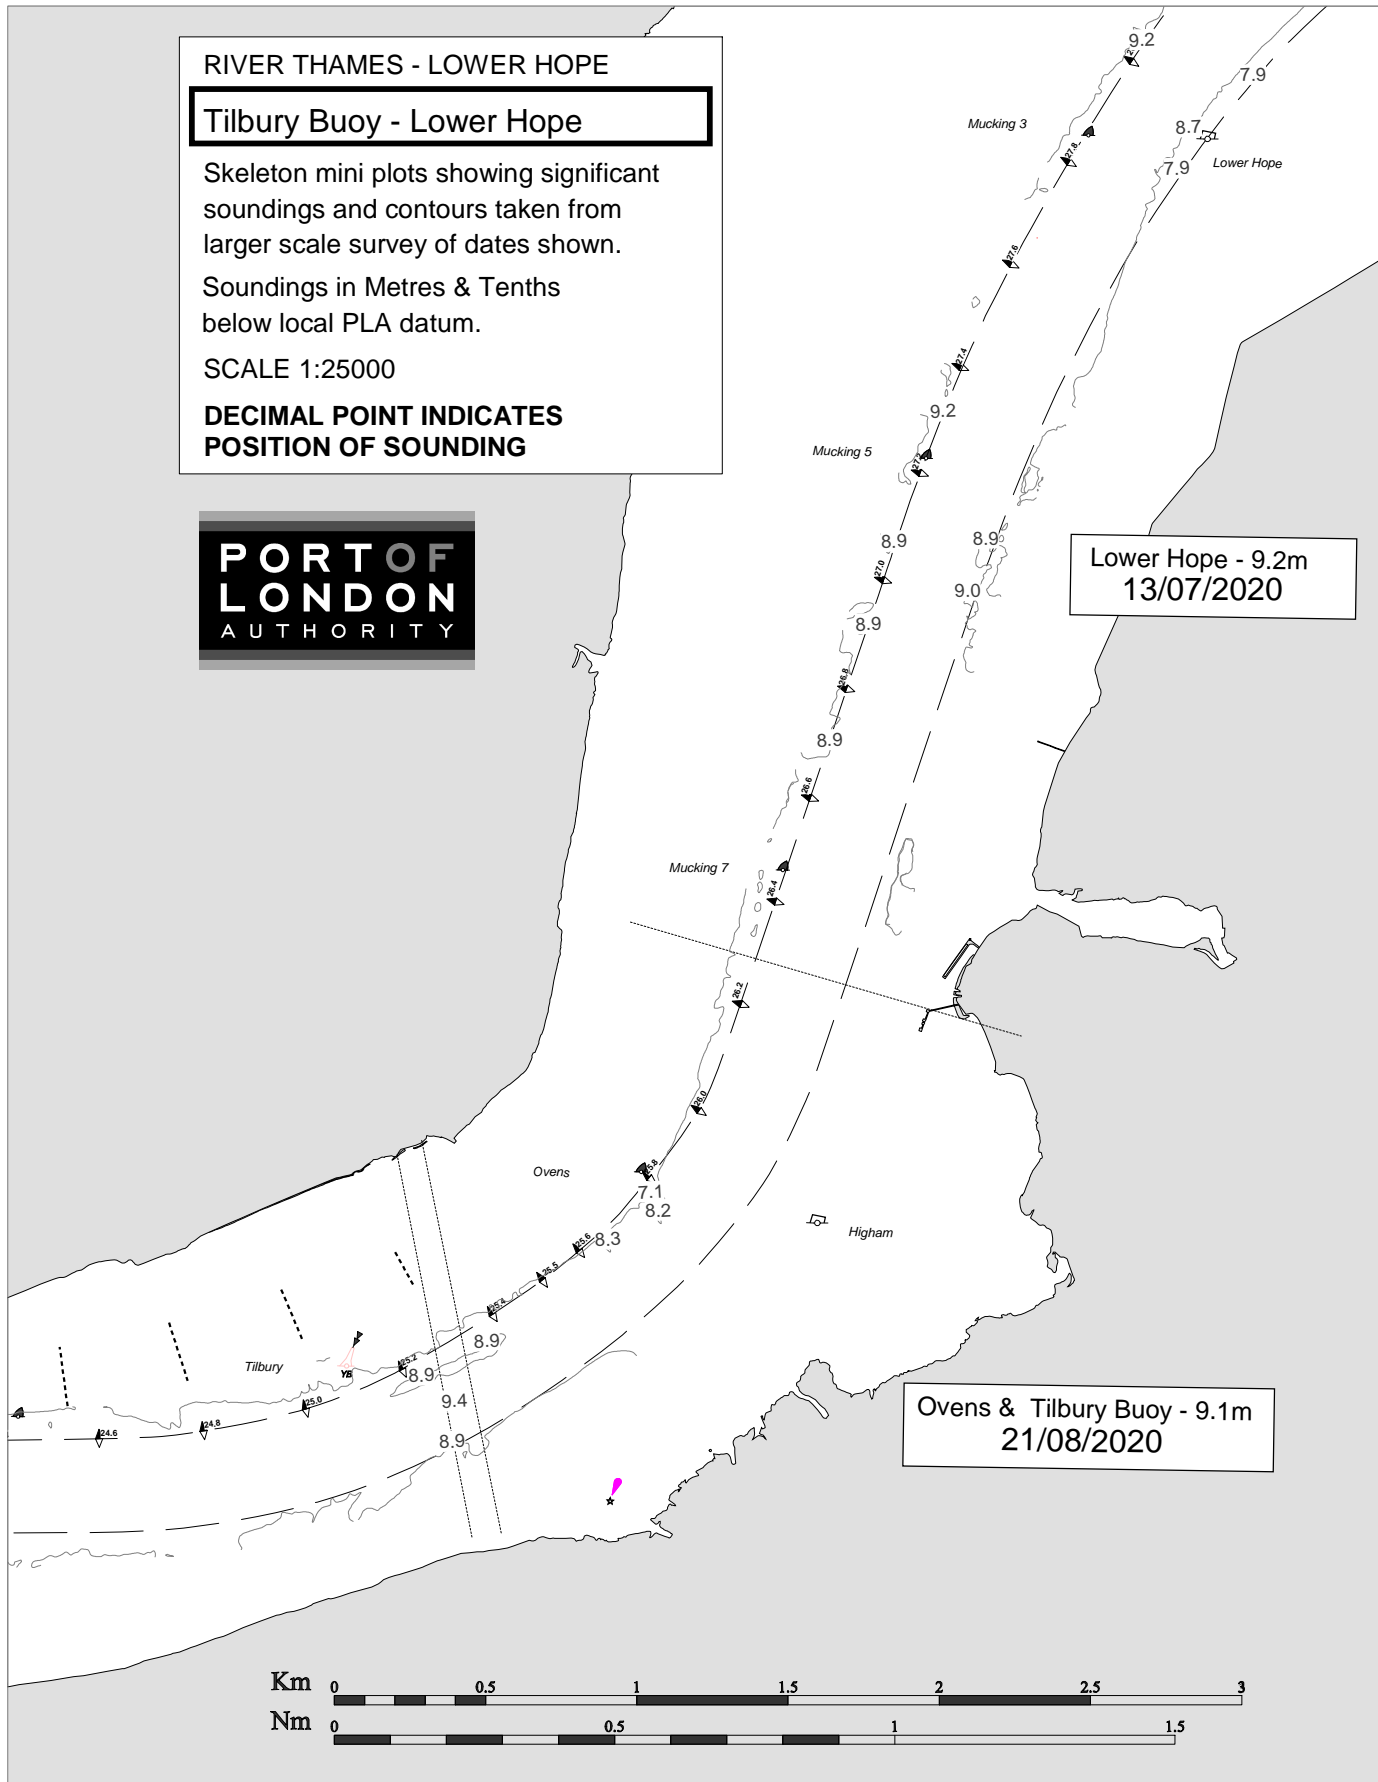 RIVER THAMES - LOWER HOPE
Tilbury Buoy - Lower Hope
Skeleton mini plots showing significant
soundings and contours taken from
larger scale survey of dates shown.
Soundings in Metres & Tenths
below local PLA datum.
SCALE 1:25000
DECIMAL POINT INDICATES
POSITION OF SOUNDING
PORT OF
LONDON
AUTHORITY
9.2
7.9
Mucking 3
8.7
27.8
Lower Hope
7.9
27.6
27.4
9.2
Mucking 5
27.2
8.9
8.9
Lower Hope - 9.2m
13/07/2020
27.0
9.0
8.9
26.8
8.9
26.6
Mucking 7
26.4
26.2
26.0
Ovens
25.8
7.1
8.2
Higham
8.3
25.6
25.5
25.4
8.9
Tilbury
25.2
YB
8.9
9.4
25.0
24.8
24.6
8.9
Ovens & Tilbury Buoy - 9.1m
21/08/2020
Km 0 0.5 1 1.5 2 2.5 3
Nm 0 0.5 1 1.5